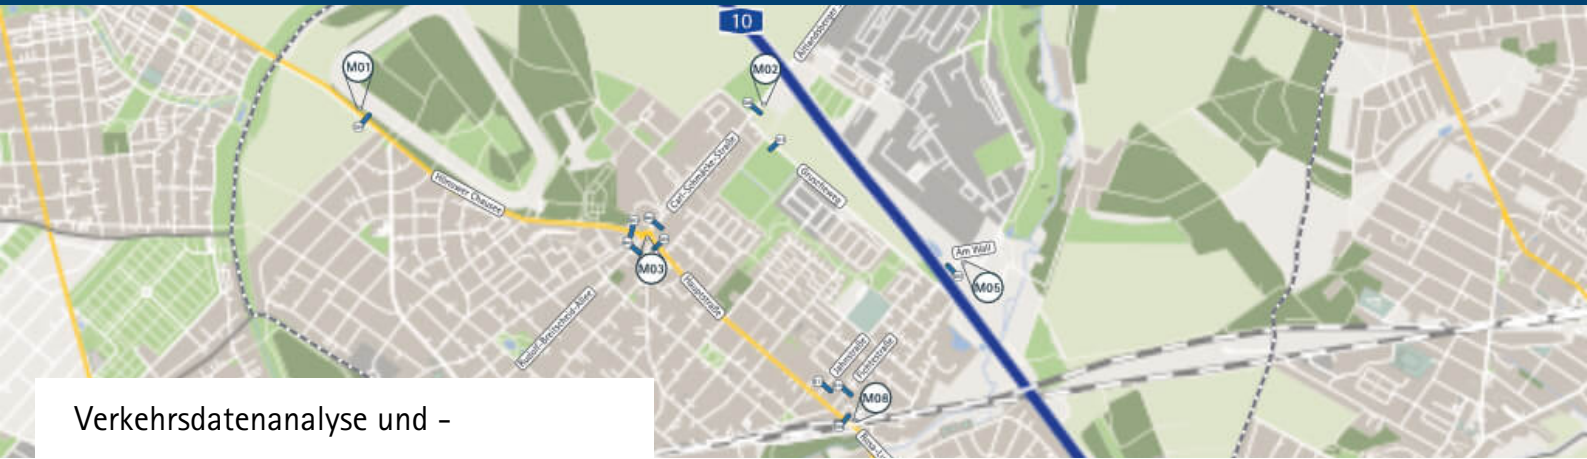 10
Altlandsberger
M01
M02
Carl-Schmäcke-Straße
Hönower Chausee
Gruscheweg
Am Wall
M03
M05
Hauptstraße
Rudolf-Breitscheid-Allee
Jahnstraße
Fichtestraße
M08
Verkehrsdatenanalyse und -